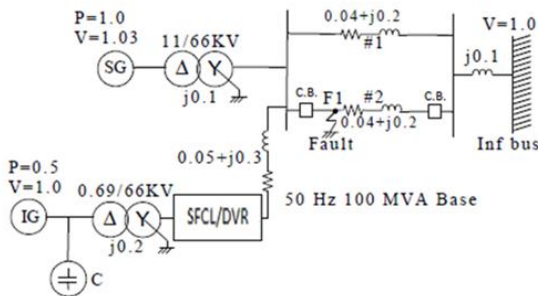 P=1.0
V=1.03
11/66KV
SG
Δ
Y
j0.1
0.04+j0.2
#1
V=1.0
j0.1
C.B.
F1
#2
C.B.
0.04+j0.2
Fault
Inf bus
0.05+j0.3
P=0.5
V=1.0
0.69/66KV
50 Hz 100 MVA Base
IG
Δ
Y
SFCL/DVR
j0.2
C